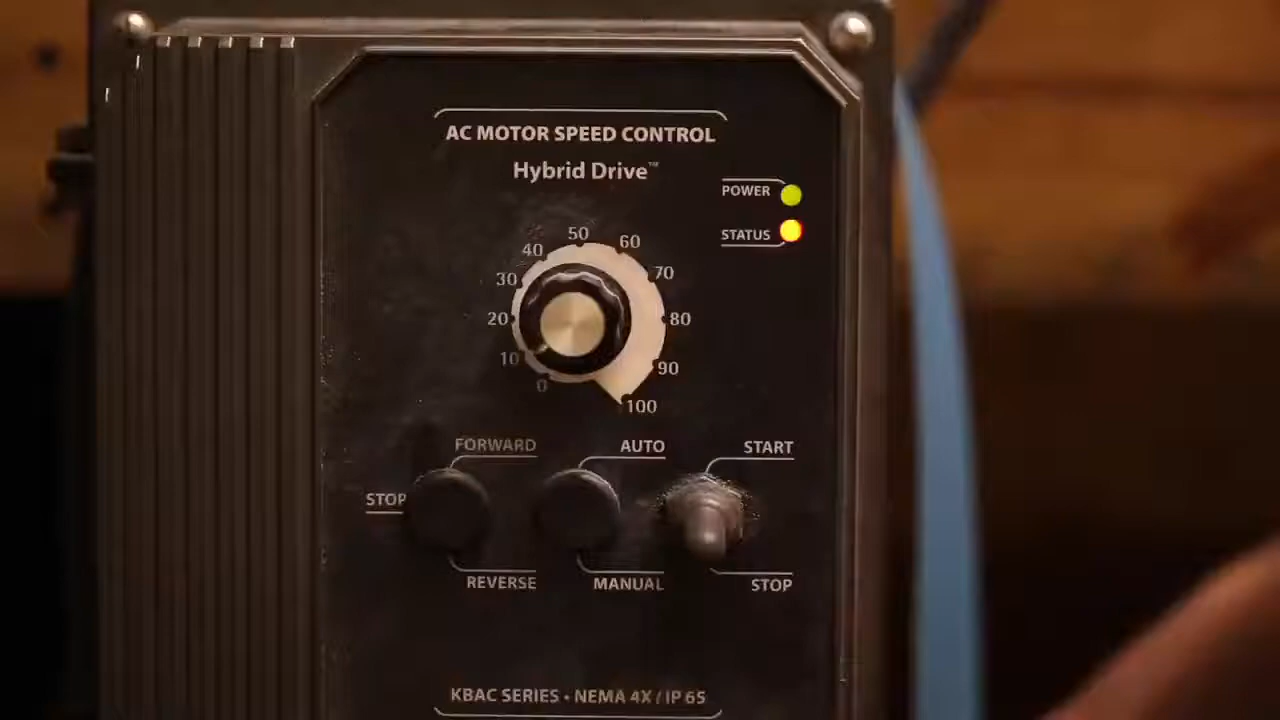 AC MOTOR SPEED CONTROL
Hybrid Drive™
POWER
STATUS
50
40
60
30
70
20
80
10
90
0
100
FORWARD
AUTO
START
STOP
REVERSE
MANUAL
STOP
KBAC SERIES • NEMA 4X / IP 65